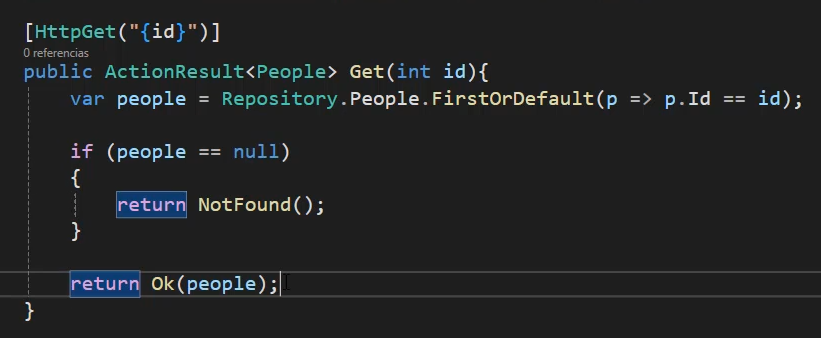 [HttpGet("{id}")]
0 referencias
public ActionResult<People> Get(int id){
var people = Repository.People.FirstOrDefault(p => p.Id == id);
if (people == null)
{
return NotFound();
}
return Ok(people);
}